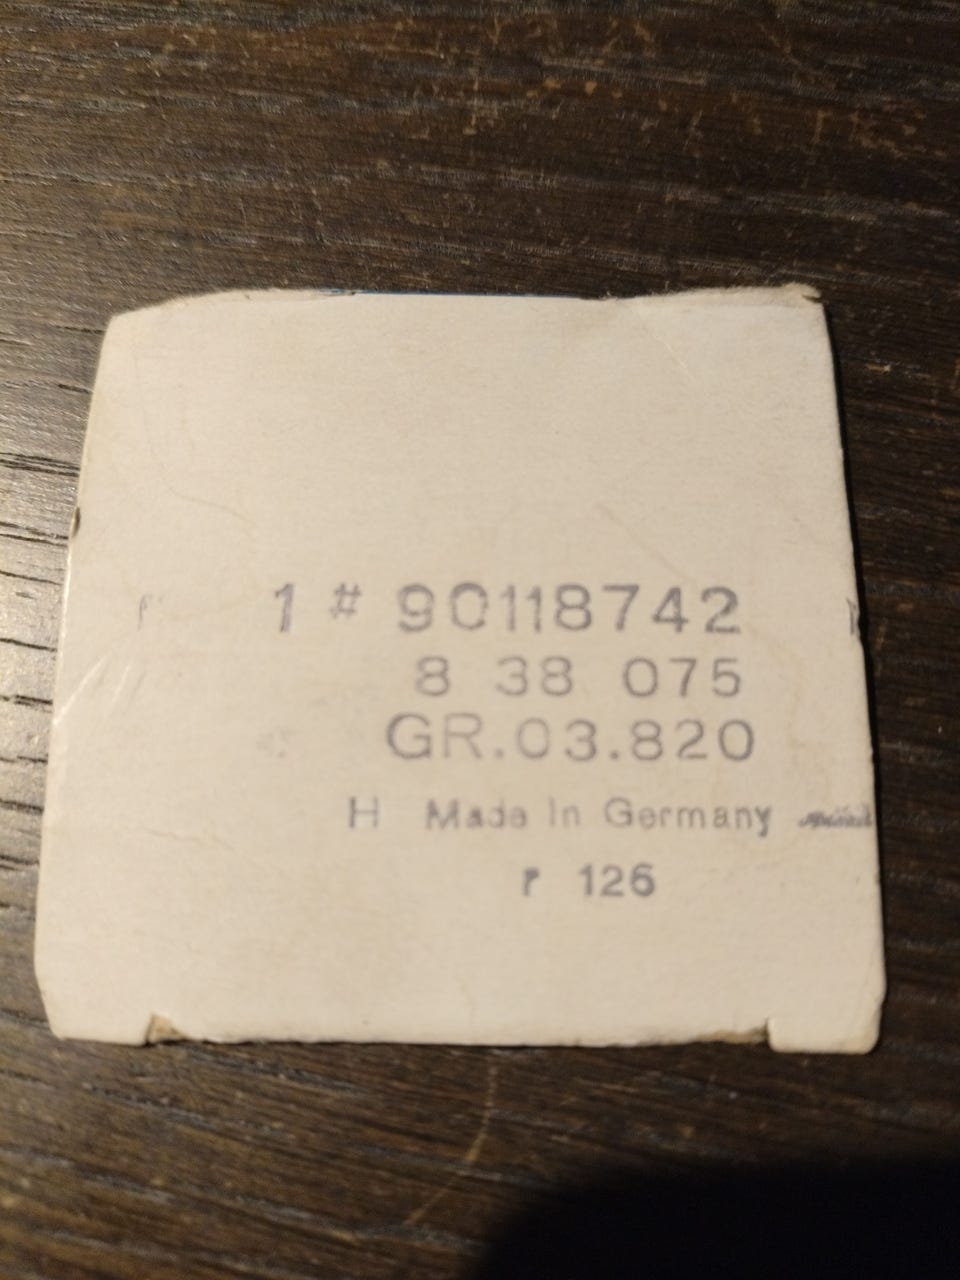 1 # 90118742
8 38 075
GR.03.820
H Made In Germany
126